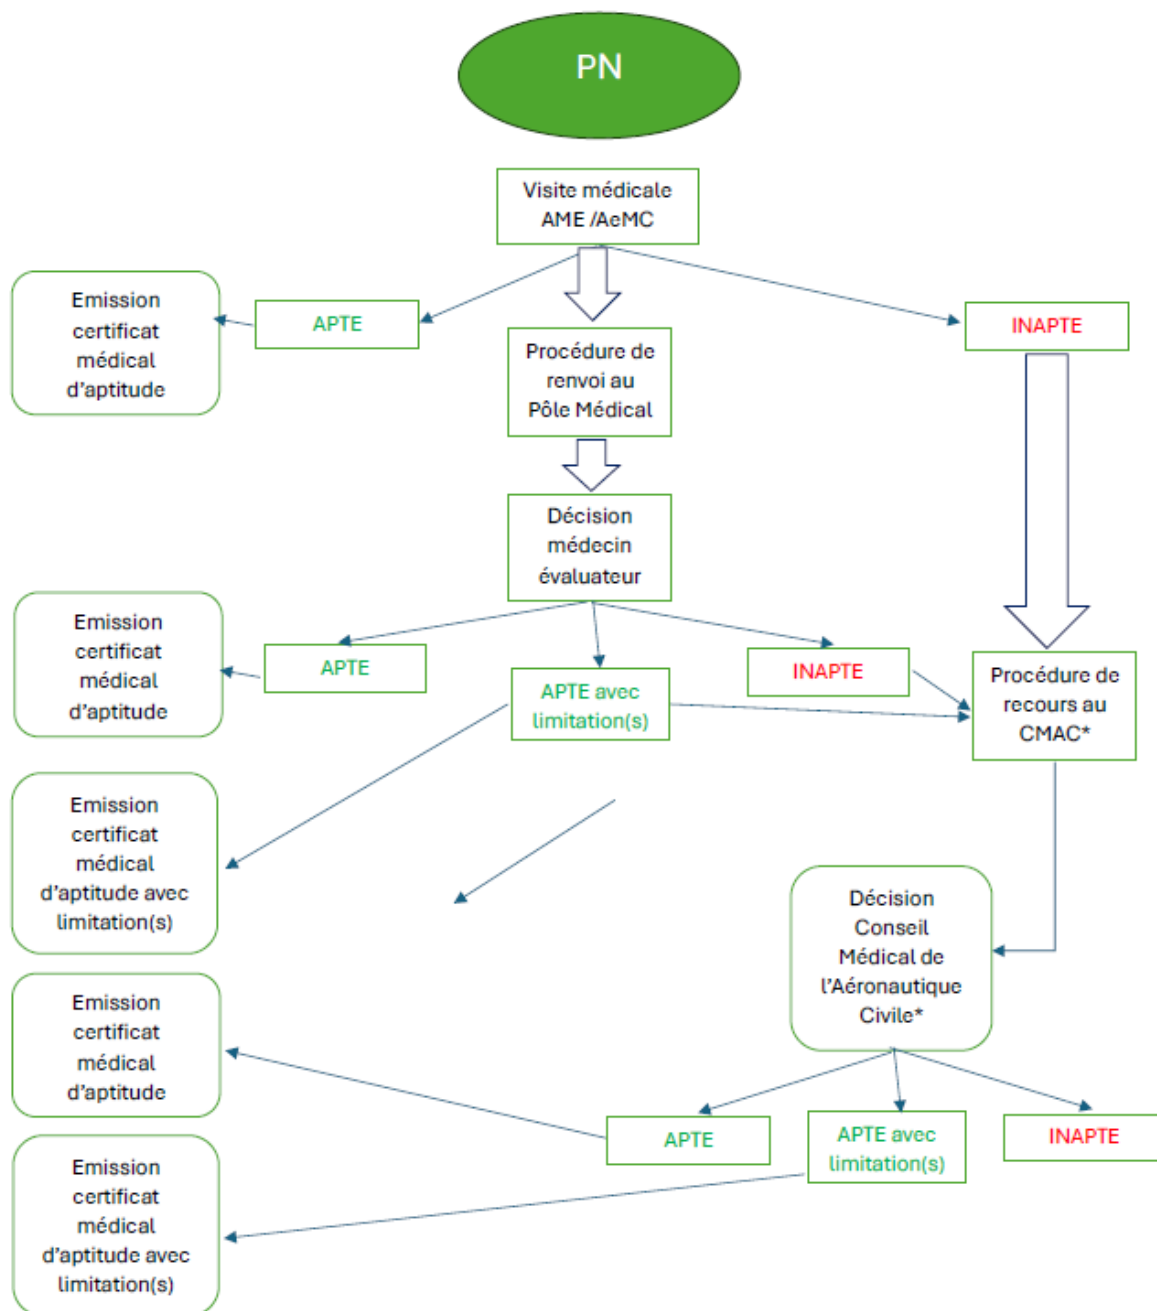 PN
Visite médicale
AME /AeMC
Emission
certificat
médical
d'aptitude
APTE
INAPTE
Procédure de
renvoi au
Pôle Médical
Décision
médecin
évaluateur
Emission
certificat
médical
d'aptitude
APTE
APTE avec
limitation(s)
INAPTE
Procédure de
recours au
CMAC*
Emission
certificat
médical
d'aptitude avec
limitation(s)
Décision
Conseil
Médical de
l'Aéronautique
Civile*
Emission
certificat
médical
d'aptitude
APTE
APTE avec
limitation(s)
INAPTE
Emission
certificat
médical
d'aptitude avec
limitation(s)